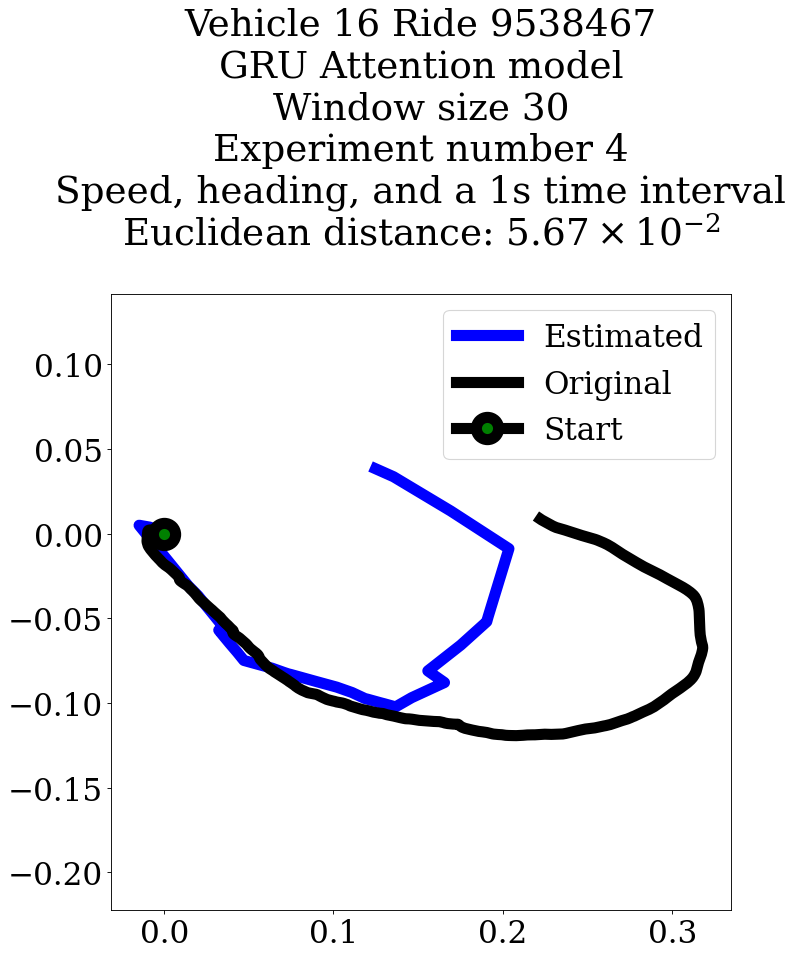 Vehicle 16 Ride 9538467
GRU Attention model
Window size 30
Experiment number 4
Speed, heading, and a 1s time interval
Euclidean distance: 5.67 × 10⁻²
Estimated
Original
Start
0.10
0.05
0.00
−0.05
−0.10
−0.15
−0.20
0.0 0.1 0.2 0.3